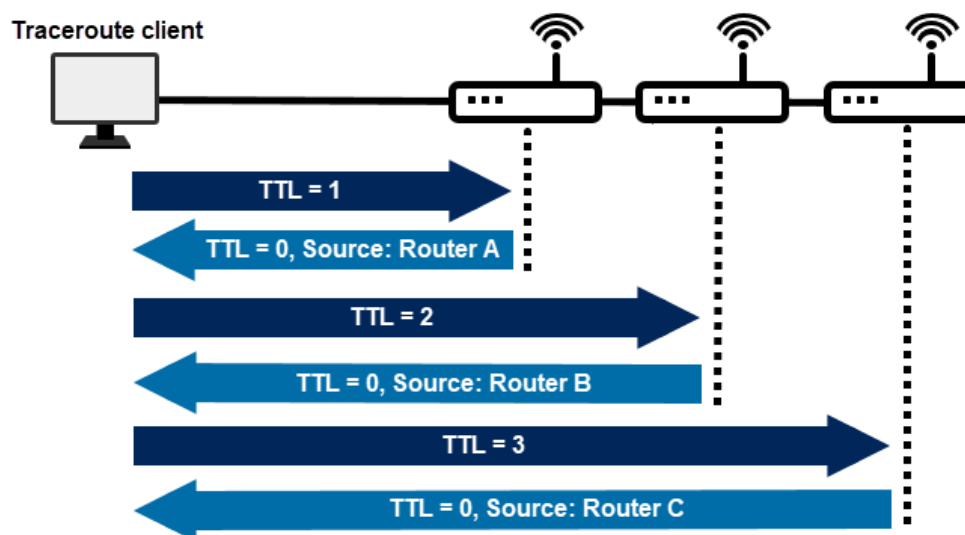 Traceroute client
TTL = 1
TTL = 0, Source: Router A
TTL = 2
TTL = 0, Source: Router B
TTL = 3
TTL = 0, Source: Router C